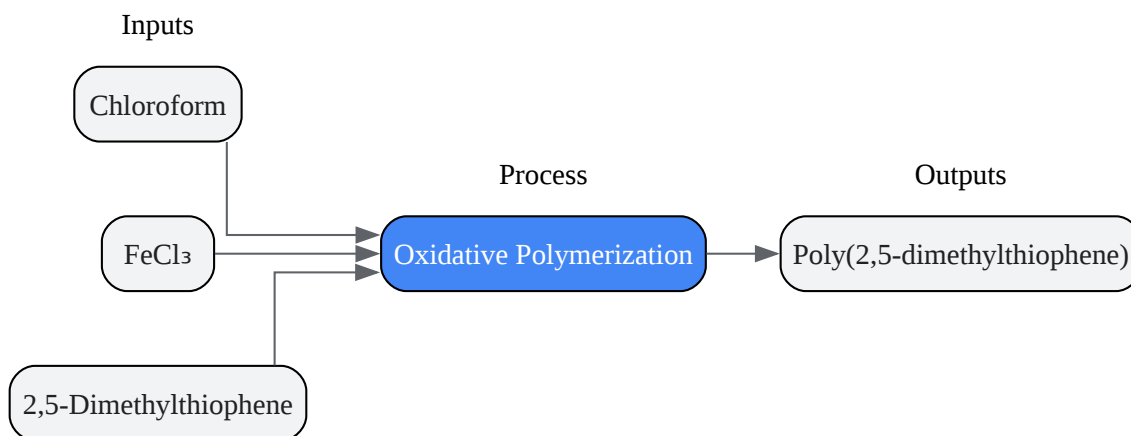 Inputs
Chloroform
Process
Outputs
FeCl₃
Oxidative Polymerization
Poly(2,5-dimethylthiophene)
2,5-Dimethylthiophene